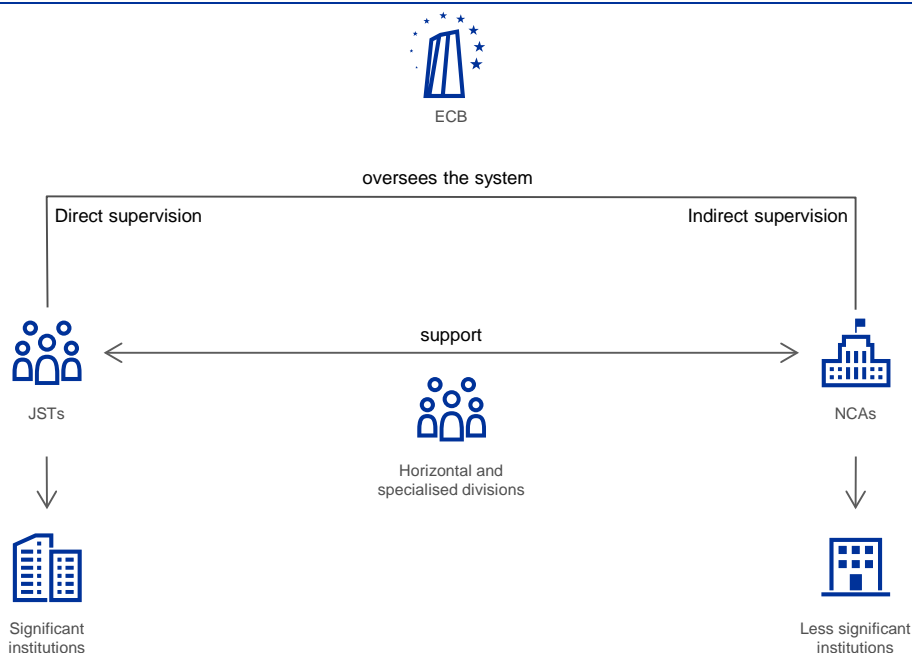 ECB
oversees the system
Direct supervision
Indirect supervision
support
JSTs
NCAs
Horizontal and
specialised divisions
Significant
institutions
Less significant
institutions